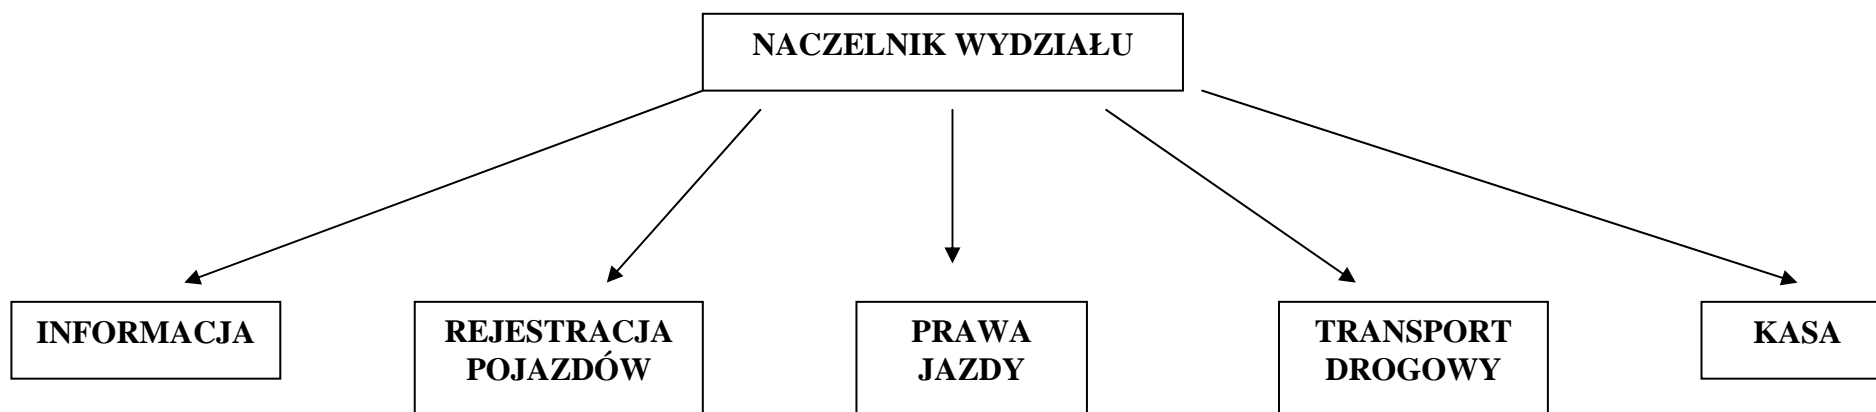 NACZELNIK WYDZIAŁU
INFORMACJA
REJESTRACJA
POJAZDÓW
PRAWA
JAZDY
TRANSPORT
DROGOWY
KASA